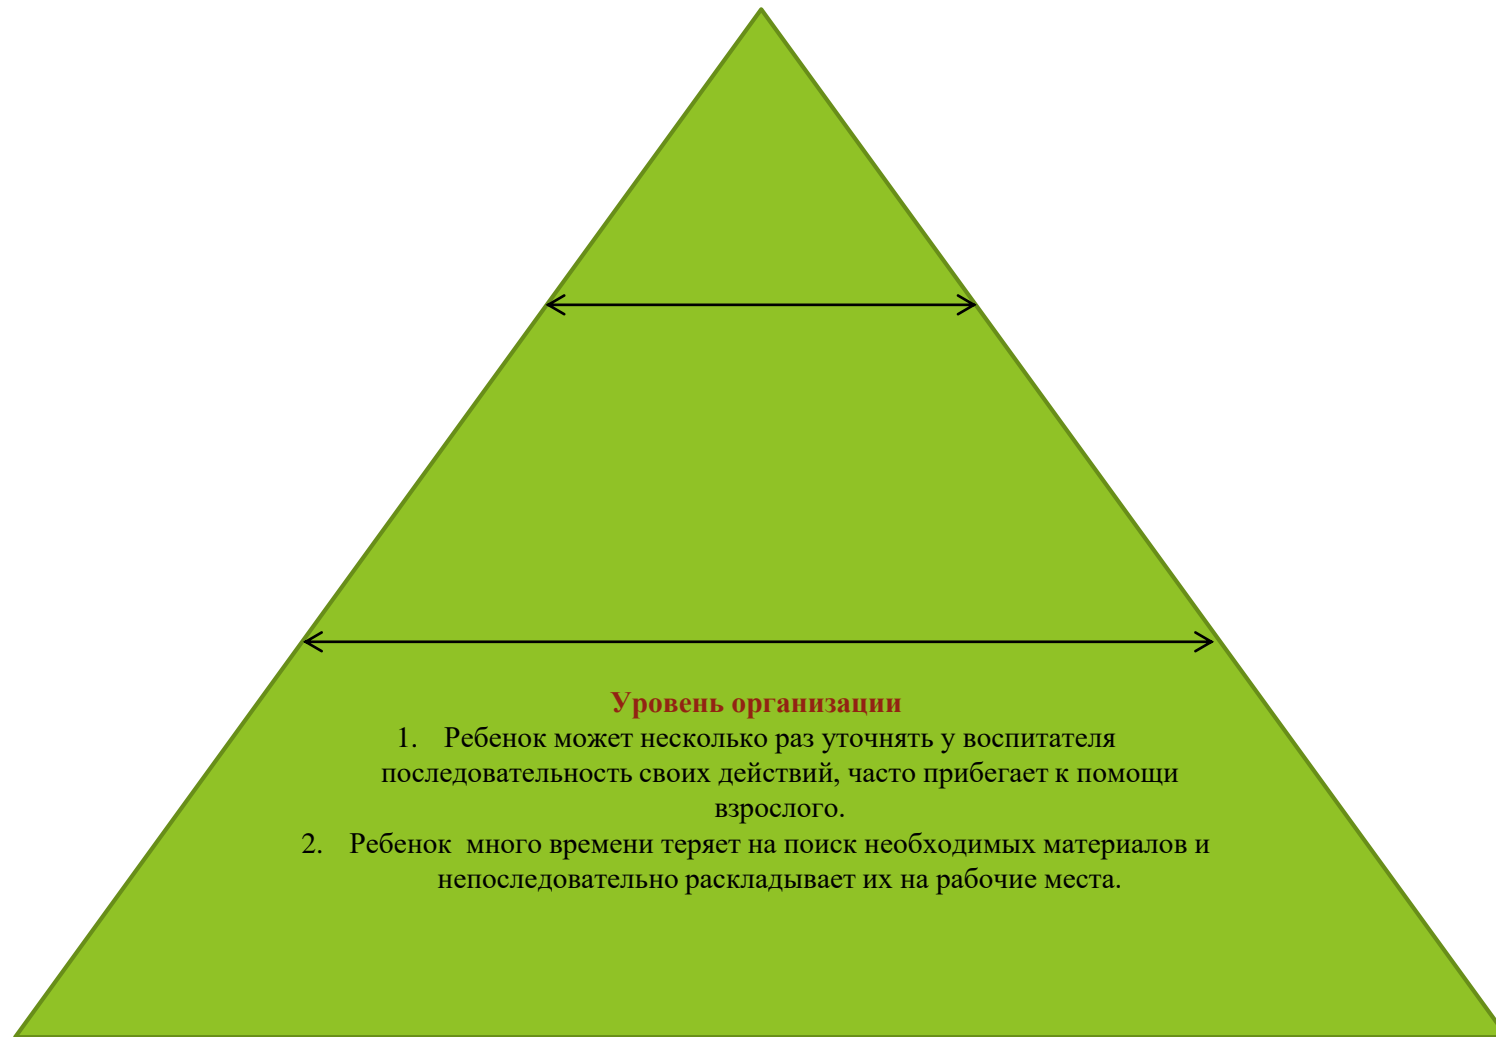 Уровень организации
1. Ребенок может несколько раз уточнять у воспитателя
последовательность своих действий, часто прибегает к помощи
взрослого.
2. Ребенок много времени теряет на поиск необходимых материалов и
непоследовательно раскладывает их на рабочие места.